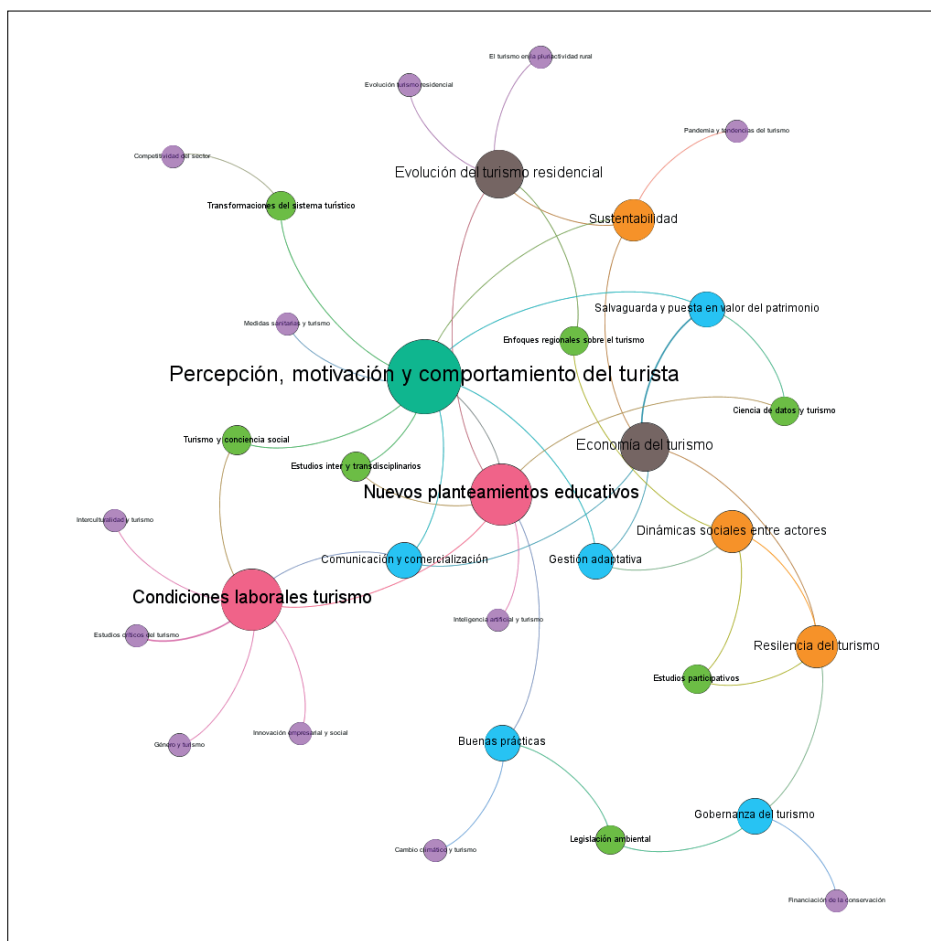 El turismo en la pluriactividad rural
Evolución turismo residencial
Pandemia y tendencias del turismo
Competitividad del sector
Evolución del turismo residencial
Transformaciones del sistema turístico
Sustentabilidad
Salvaguarda y puesta en valor del patrimonio
Medidas sanitarias y turismo
Enfoques regionales sobre el turismo
Percepción, motivación y comportamiento del turista
Ciencia de datos y turismo
Turismo y conciencia social
Economía del turismo
Estudios inter y transdisciplinarios
Nuevos planteamientos educativos
Interculturalidad y turismo
Dinámicas sociales entre actores
Comunicación y comercialización
Gestión adaptativa
Condiciones laborales turismo
Inteligencia artificial y turismo
Estudios críticos del turismo
Resilencia del turismo
Estudios participativos
Innovación empresarial y social
Género y turismo
Buenas prácticas
Gobernanza del turismo
Legislación ambiental
Cambio climático y turismo
Financiación de la conservación